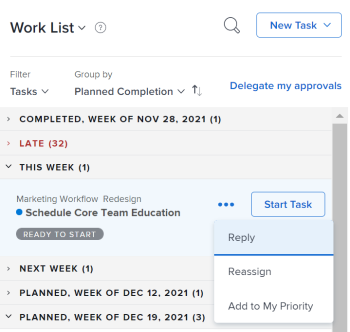 Work List
New Task
Filter
Group by
Tasks
Planned Completion
Delegate my approvals
COMPLETED, WEEK OF NOV 28, 2021 (1)
LATE (32)
THIS WEEK (1)
Marketing Workflow Redesign
Schedule Core Team Education
Start Task
READY TO START
Reply
Reassign
Add to My Priority
NEXT WEEK (1)
PLANNED, WEEK OF DEC 12, 2021 (1)
PLANNED, WEEK OF DEC 19, 2021 (3)